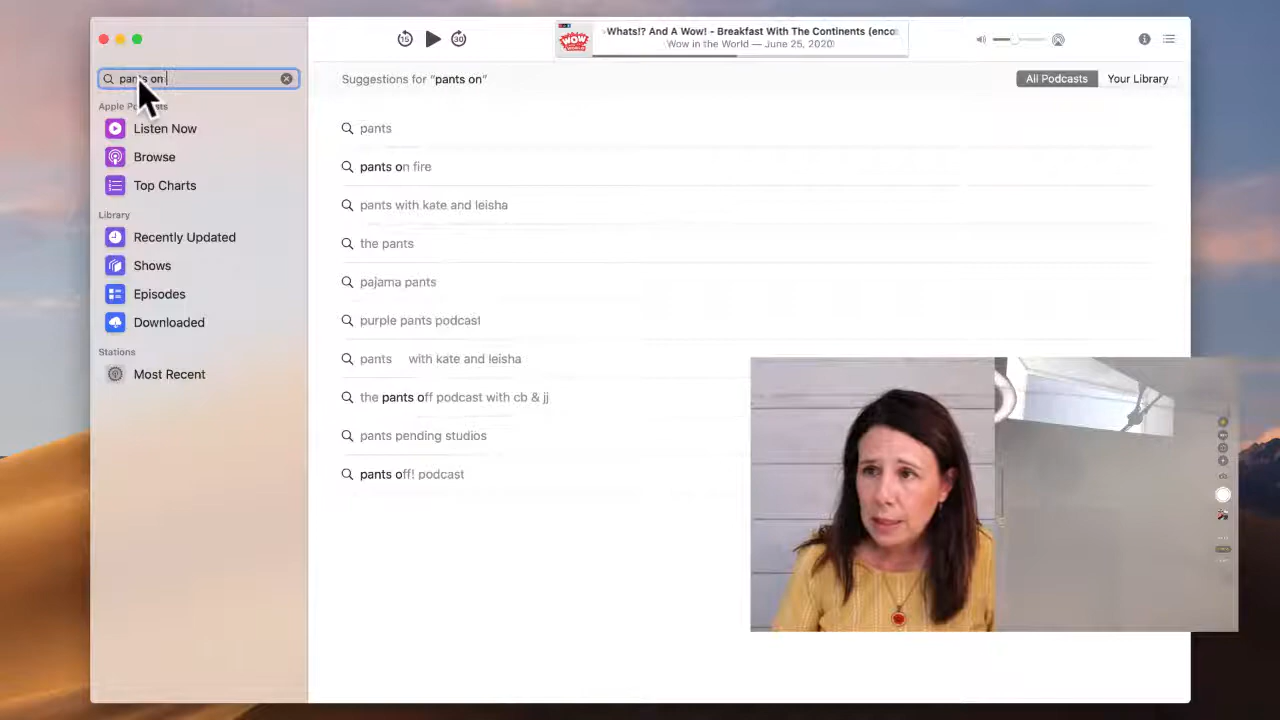 Whats!? And A Wow! - Breakfast With The Continents (enco
Wow in the World — June 25, 2020
WOW
pants on
Suggestions for “pants on”
All Podcasts
Your Library
Apple Po
Listen Now
Browse
Top Charts
Library
Recently Updated
Shows
Episodes
Downloaded
Stations
Most Recent
pants
pants on fire
pants with kate and leisha
the pants
pajama pants
purple pants podcast
pants with kate and leisha
the pants off podcast with cb & jj
pants pending studios
pants off! podcast